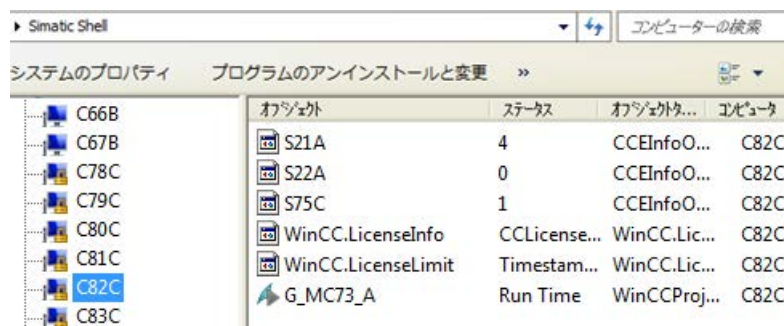 Simatic Shell
コンピューターの検索
システムのプロパティ
プログラムのアンインストールと変更
»
C66B
C67B
C78C
C79C
C80C
C81C
C82C
C83C
オブジェクト ステータス オブジェクトタ... コンピュータ
S21A 4 CCEInfoO... C82C
S22A 0 CCEInfoO... C82C
S75C 1 CCEInfoO... C82C
WinCC.LicenseInfo CCLicense... WinCC.Lic... C82C
WinCC.LicenseLimit Timestam... WinCC.Lic... C82C
G_MC73_A Run Time WinCCProj... C82C